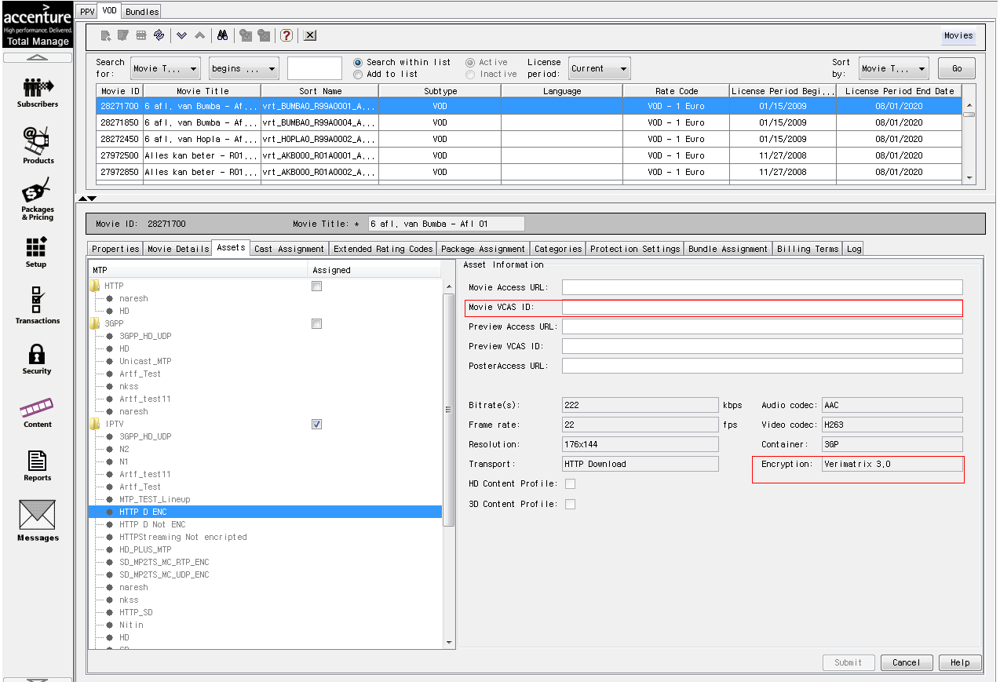 PPV VOD Bundles
>
accenture
High performance. Delivered.
Total Manage
Movies
Search for: Movie T... begins ... Search within list Add to list Active Inactive License period: Current Sort by: Movie T... Go
Movie ID Movie Title Sort Name Subtype Language Rate Code License Period Begi... License Period End Date
28271700 6 afl. van Bumba - Af... vrt_BUMBA0_R99A0001_A... VOD VOD - 1 Euro 01/15/2009 08/01/2020
28271850 6 afl. van Bumba - Af... vrt_BUMBA0_R99A0004_A... VOD VOD - 1 Euro 01/15/2009 08/01/2020
28272450 6 afl. van Hopla - Af... vrt_HOPLA0_R99A0002_A... VOD VOD - 1 Euro 01/15/2009 08/01/2020
27972500 Alles kan beter - R01... vrt_AKB000_R01A0001_A... VOD VOD - 1 Euro 11/27/2008 08/01/2020
27972850 Alles kan beter - R01... vrt_AKB000_R01A0002_A... VOD VOD - 1 Euro 11/27/2008 08/01/2020
Subscribers
Products
Packages
& Pricing
Setup
Transactions
Security
Content
Reports
Messages
Movie ID: 28271700 Movie Title: * 6 afl. van Bumba - Afl 01
Properties Movie Details Assets Cast Assignment Extended Rating Codes Package Assignment Categories Protection Settings Bundle Assignment Billing Terms Log
MTP Assigned
HTTP
naresh
HD
3GPP
3GPP_HD_UDP
HD
Unicast_MTP
Artf_Test
nkss
Artf_test11
naresh
IPTV
3GPP_HD_UDP
N2
N1
Artf_test11
Artf_Test
MTP_TEST_Lineup
HTTP D ENC
HTTP D Not ENC
HTTPStreaming Not encripted
HD_PLUS_MTP
SD_MP2TS_MC_RTP_ENC
SD_MP2TS_MC_UDP_ENC
naresh
nkss
HTTP_SD
Nitin
HD
Asset Information
Movie Access URL:
Movie VCAS ID:
Preview Access URL:
Preview VCAS ID:
PosterAccess URL:
Bitrate(s): 222 kbps Audio codec: AAC
Frame rate: 22 fps Video codec: H263
Resolution: 176x144 Container: 3GP
Transport: HTTP Download Encryption: Verimatrix 3.0
HD Content Profile:
3D Content Profile:
Submit Cancel Help